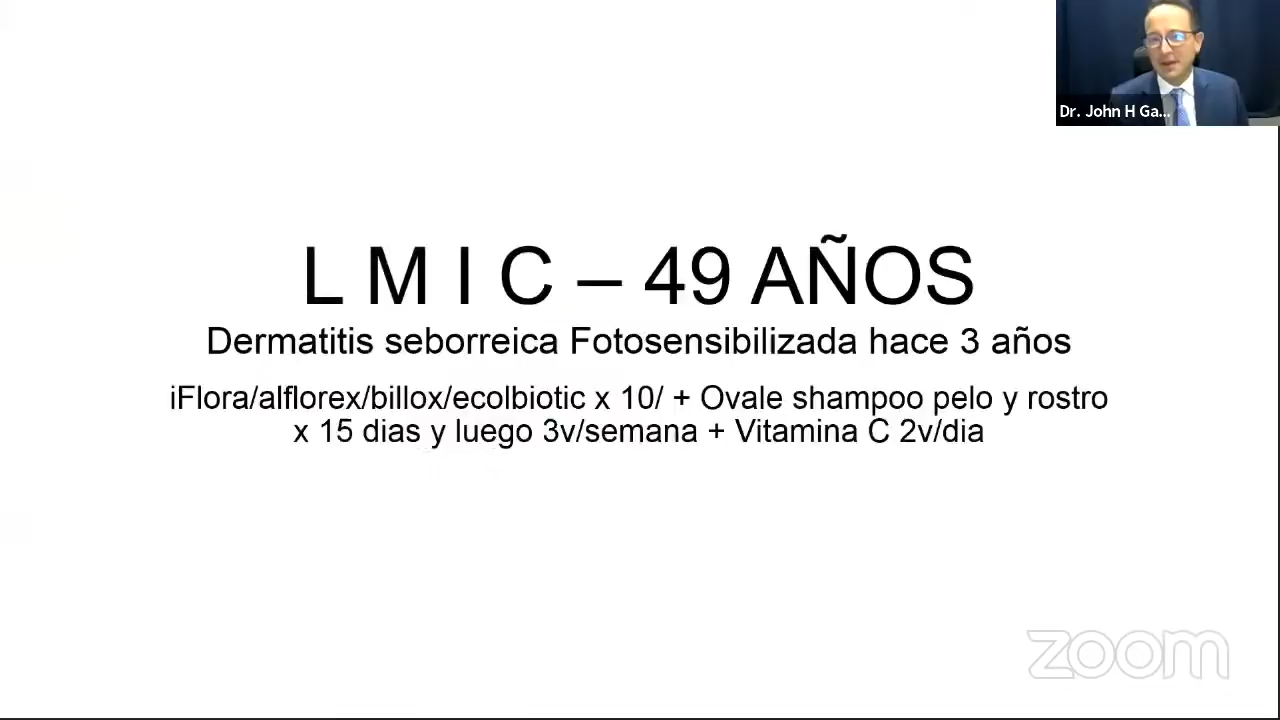 Dr. John H Ga...
L M I C – 49 AÑOS
Dermatitis seborreica Fotosensibilizada hace 3 años
iFlora/alflorex/billox/ecolbiotic x 10/ + Ovale shampoo pelo y rostro
x 15 dias y luego 3v/semana + Vitamina C 2v/dia
zoom